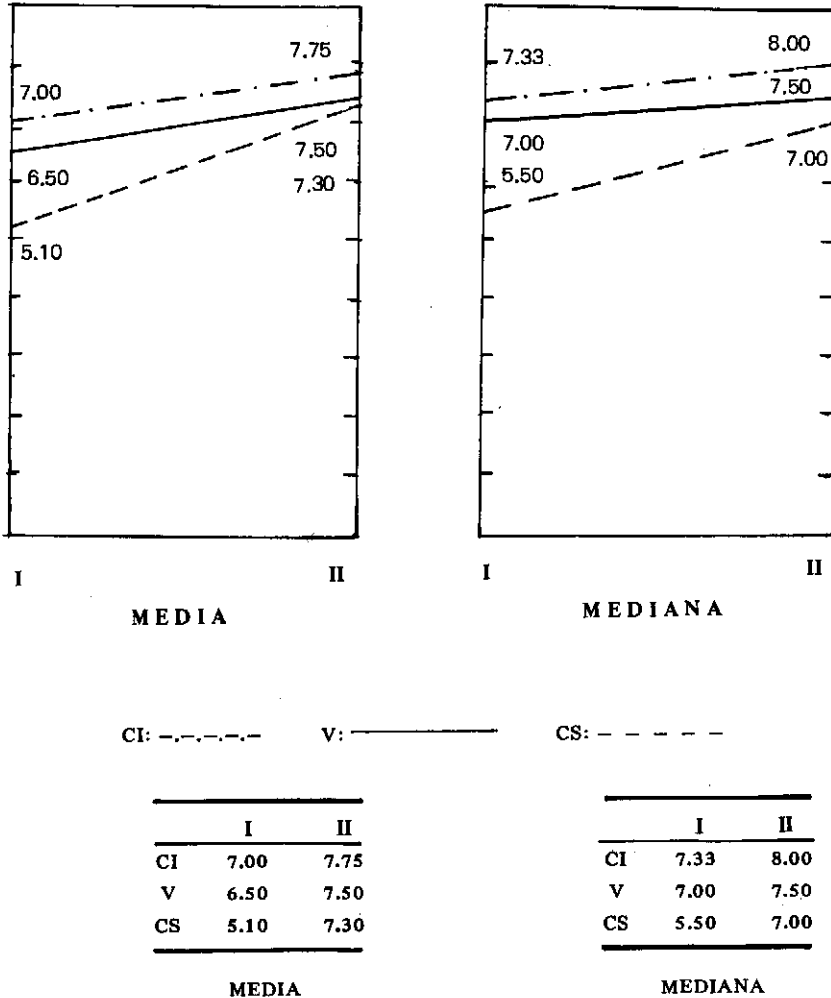 7.00
7.75
6.50
7.50
7.30
5.10
I II
MEDIA
7.33
8.00
7.50
7.00
5.50
7.00
I II
MEDIANA
CI: -.-.-.-.- V: ——— CS: - - - - -
I II
CI 7.00 7.75
V 6.50 7.50
CS 5.10 7.30
MEDIA
I II
CI 7.33 8.00
V 7.00 7.50
CS 5.50 7.00
MEDIANA